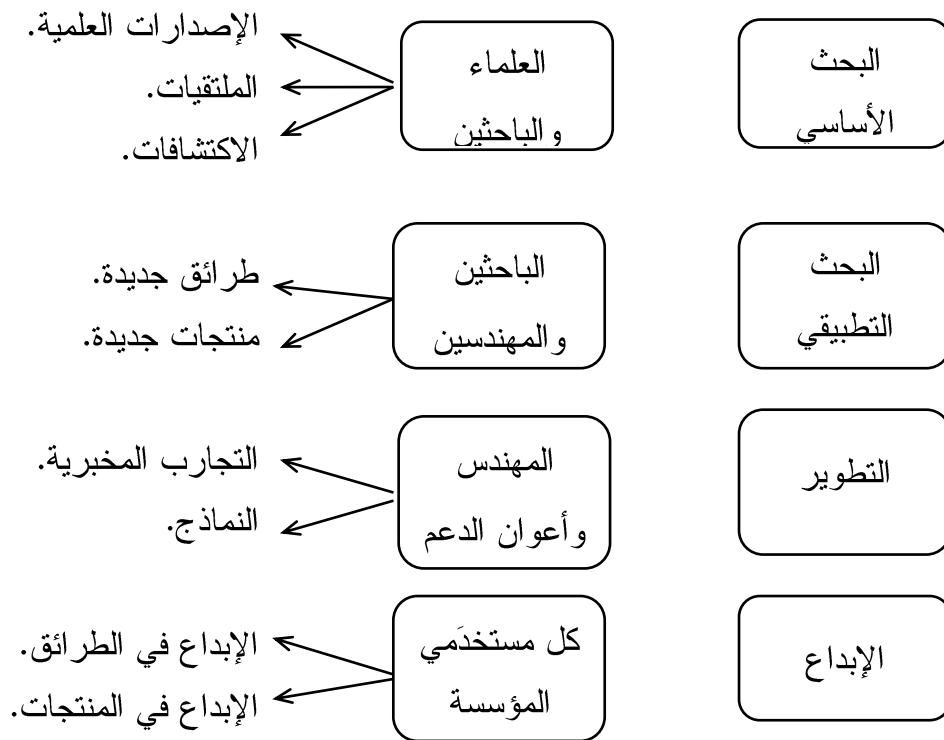 البحث
الأساسي
العلماء
والباحثين
الإصدارات العلمية.
الملتقيات.
الاكتشافات.
البحث
التطبيقي
الباحثين
والمهندسين
طرائق جديدة.
منتجات جديدة.
التطوير
المهندس
وأعوان الدعم
التجارب المخبرية.
النماذج.
الإبداع
كل مستخدَمي
المؤسسة
الإبداع في الطرائق.
الإبداع في المنتجات.